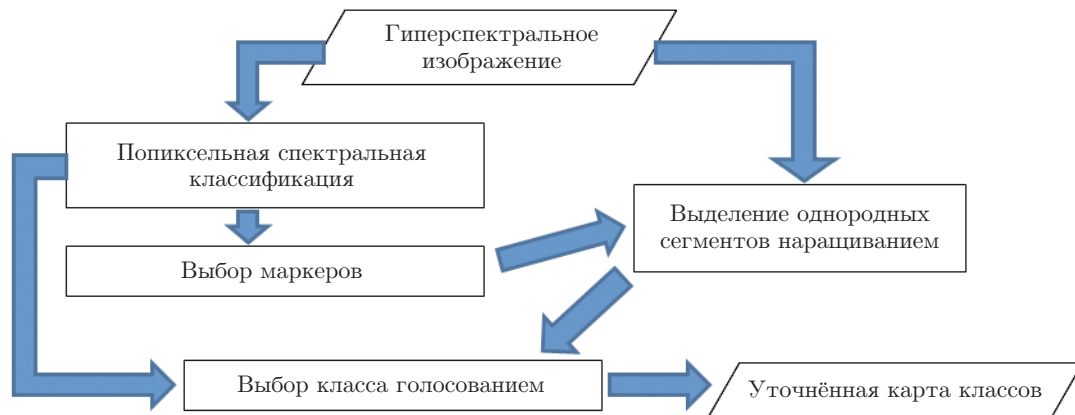 Гиперспектральное
изображение
Попиксельная спектральная
классификация
Выделение однородных
сегментов наращиванием
Выбор маркеров
Выбор класса голосованием
Уточнённая карта классов